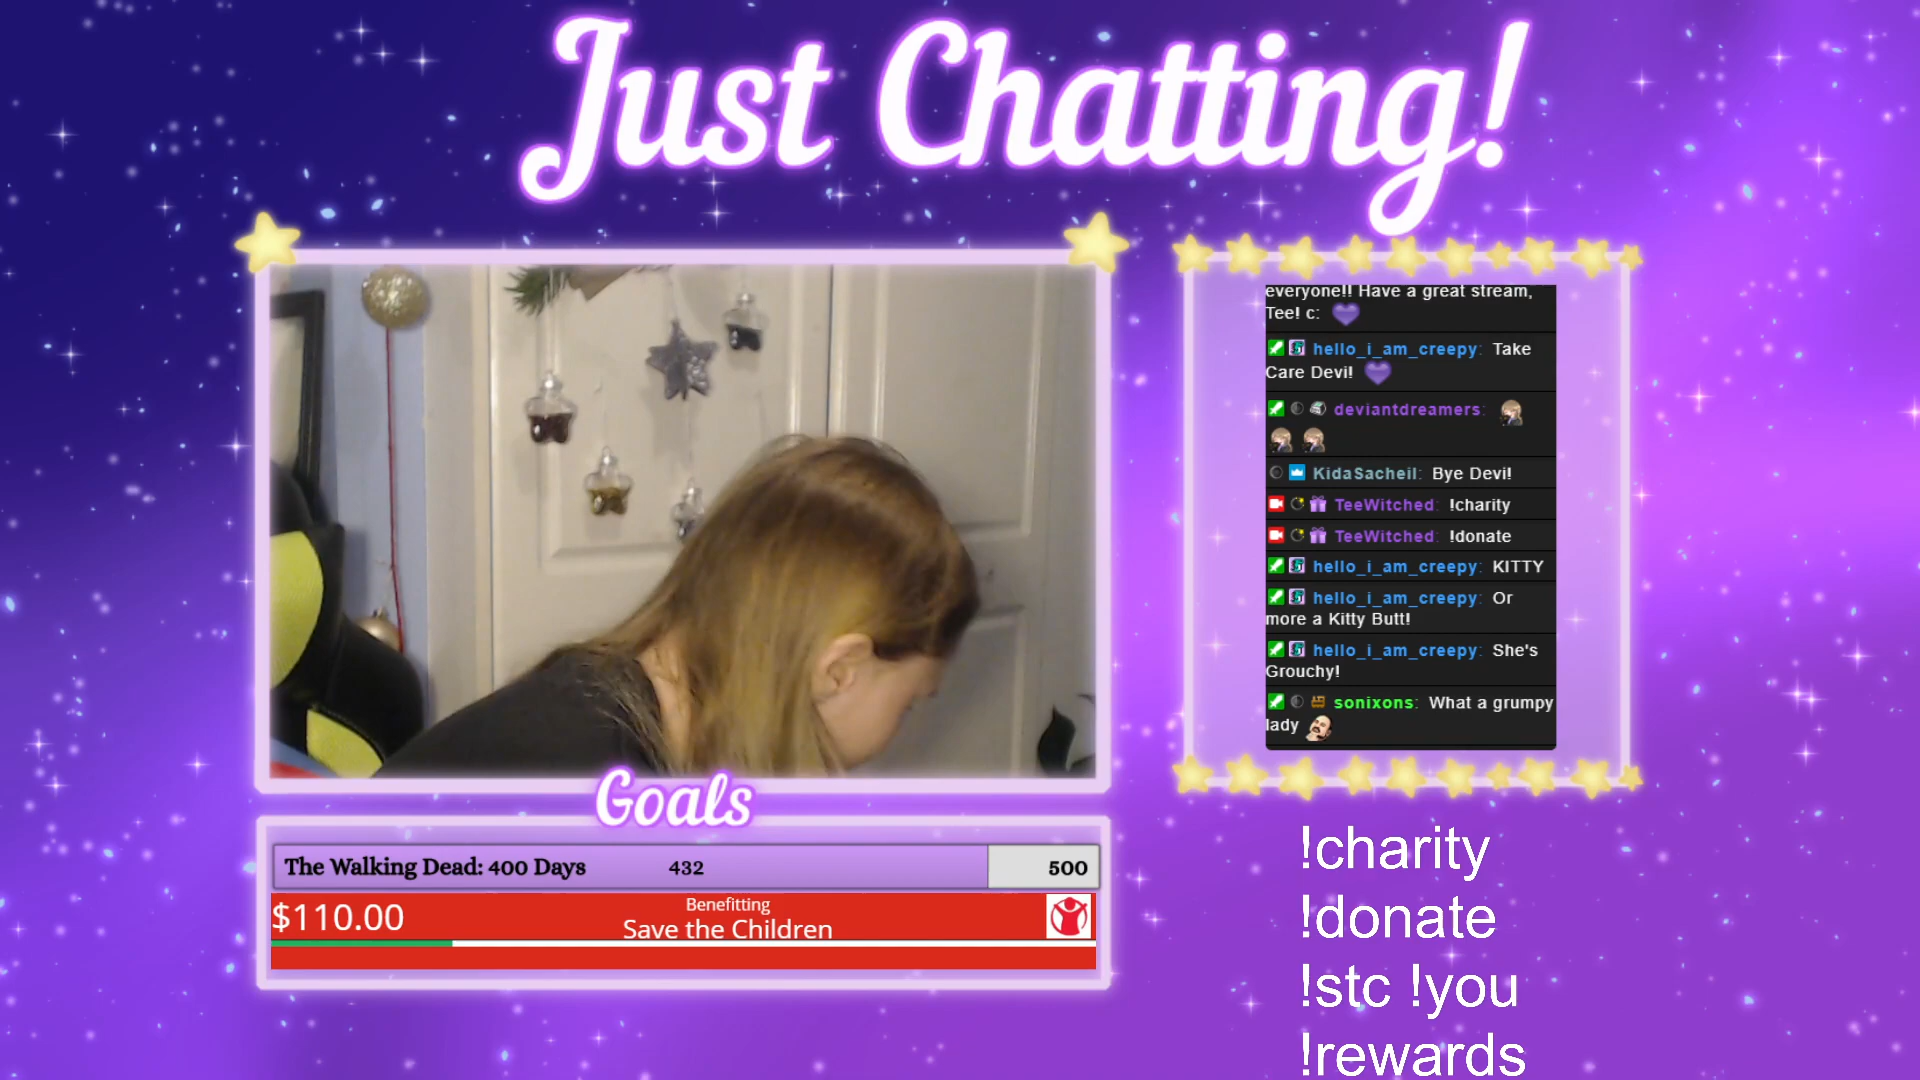 Just Chatting!
everyone!! Have a great stream,
Tee! c:
hello_i_am_creepy: Take
Care Devi!
deviantdreamers:
KidaSacheil: Bye Devi!
TeeWitched: !charity
TeeWitched: !donate
hello_i_am_creepy: KITTY
hello_i_am_creepy: Or
more a Kitty Butt!
hello_i_am_creepy: She's
Grouchy!
sonixons: What a grumpy
lady
Goals
The Walking Dead: 400 Days 432 500
$110.00
Benefitting
Save the Children
!charity
!donate
!stc !you
!rewards